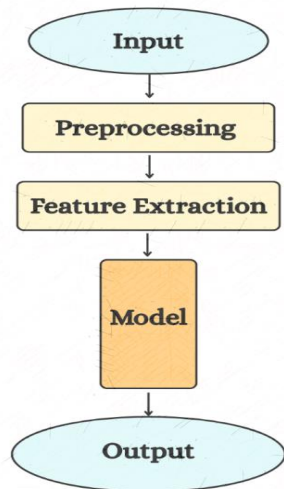 Input
Preprocessing
Feature Extraction
Model
Output